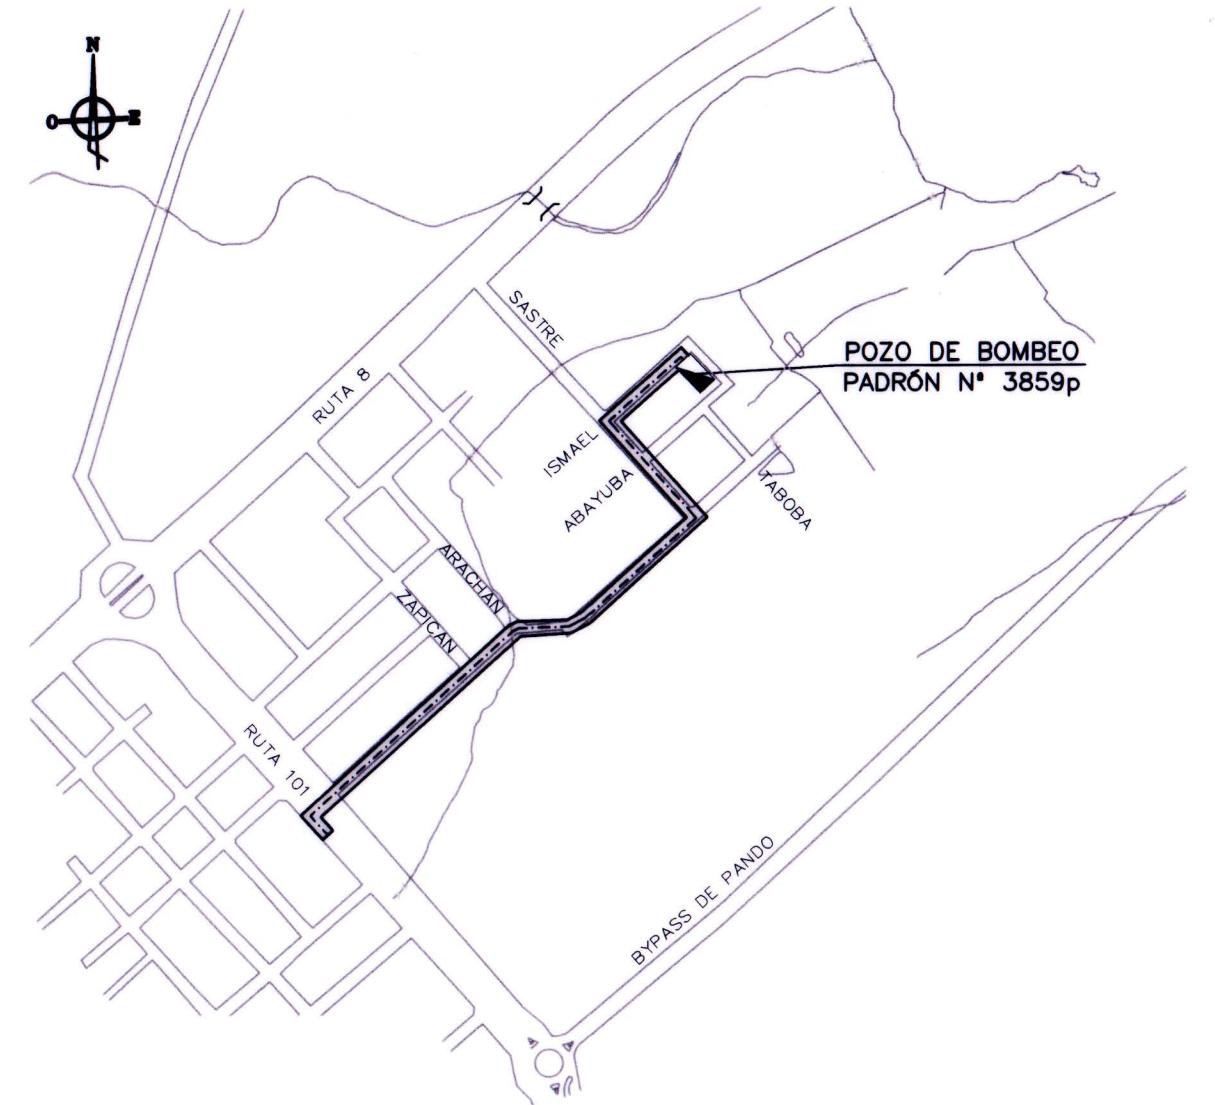 N
O E
SASTRE
RUTA 8
POZO DE BOMBEO
PADRÓN Nº 3859p
ISMAEL
ABAYUBA
TABOBA
ARACHAN
ZAPICAN
RUTA 101
BYPASS DE PANDO